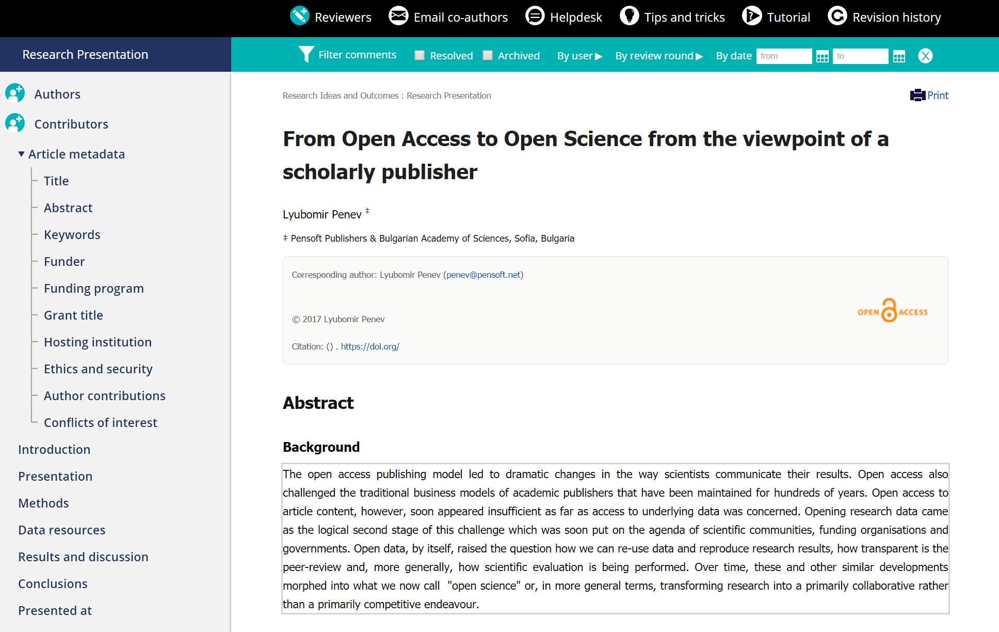 Reviewers Email co-authors Helpdesk Tips and tricks Tutorial Revision history
Research Presentation
Filter comments Resolved Archived By user▶ By review round▶ By date from to
Authors
Contributors
▼ Article metadata
Title
Abstract
Keywords
Funder
Funding program
Grant title
Hosting institution
Ethics and security
Author contributions
Conflicts of interest
Introduction
Presentation
Methods
Data resources
Results and discussion
Conclusions
Presented at
Research Ideas and Outcomes : Research Presentation
Print
From Open Access to Open Science from the viewpoint of a
scholarly publisher
Lyubomir Penev ‡
‡ Pensoft Publishers & Bulgarian Academy of Sciences, Sofia, Bulgaria
Corresponding author: Lyubomir Penev (penev@pensoft.net)
OPEN ACCESS
© 2017 Lyubomir Penev
Citation: () . https://doi.org/
Abstract
Background
The open access publishing model led to dramatic changes in the way scientists communicate their results. Open access also
challenged the traditional business models of academic publishers that have been maintained for hundreds of years. Open access to
article content, however, soon appeared insufficient as far as access to underlying data was concerned. Opening research data came
as the logical second stage of this challenge which was soon put on the agenda of scientific communities, funding organisations and
governments. Open data, by itself, raised the question how we can re-use data and reproduce research results, how transparent is the
peer-review and, more generally, how scientific evaluation is being performed. Over time, these and other similar developments
morphed into what we now call "open science" or, in more general terms, transforming research into a primarily collaborative rather
than a primarily competitive endeavour.